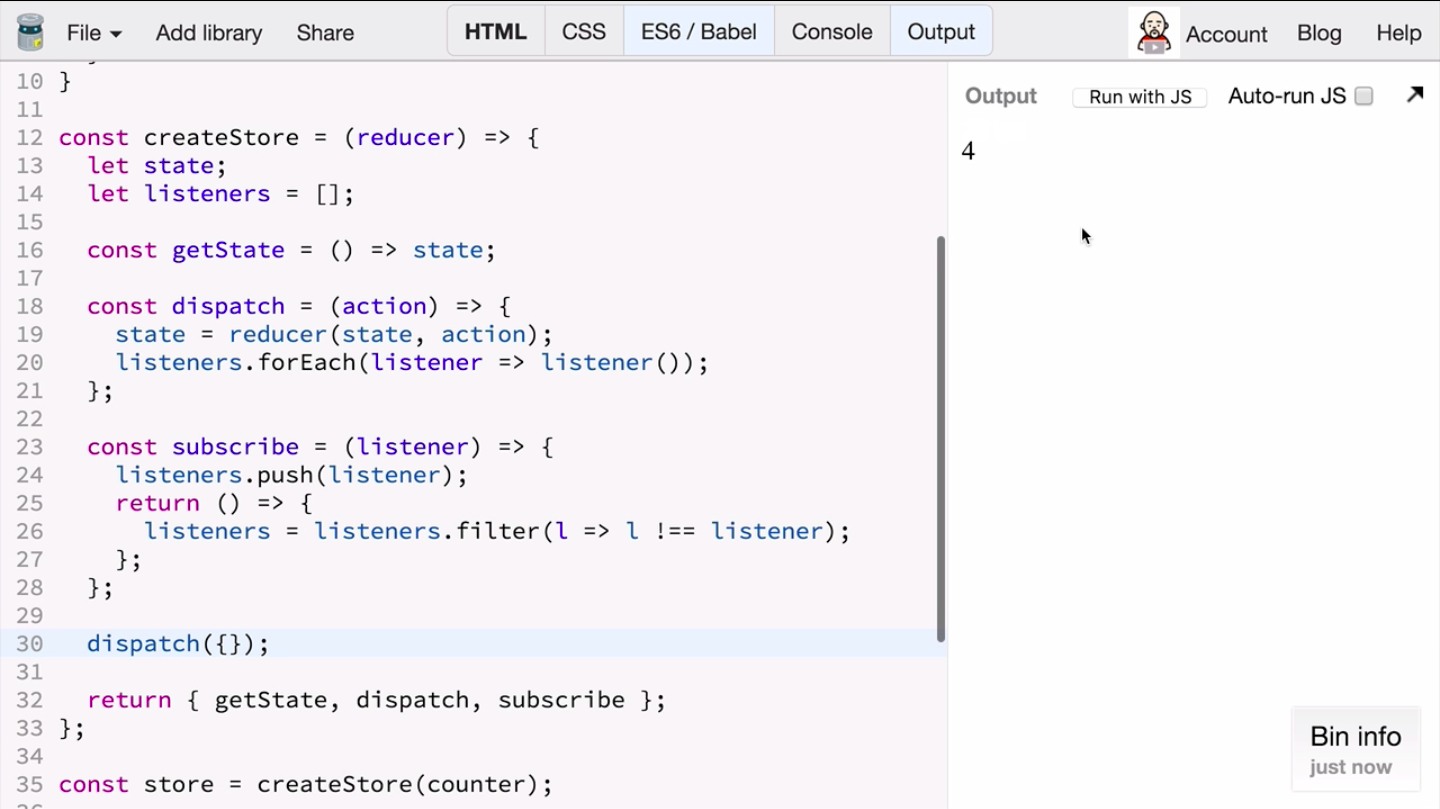 File Add library Share HTML CSS ES6 / Babel Console Output Account Blog Help
Output Run with JS Auto-run JS
4
10 }
11
12 const createStore = (reducer) => {
13   let state;
14   let listeners = [];
15
16   const getState = () => state;
17
18   const dispatch = (action) => {
19     state = reducer(state, action);
20     listeners.forEach(listener => listener());
21   };
22
23   const subscribe = (listener) => {
24     listeners.push(listener);
25     return () => {
26       listeners = listeners.filter(l => l !== listener);
27     };
28   };
29
30   dispatch({});
31
32   return { getState, dispatch, subscribe };
33 };
34
35 const store = createStore(counter);
Bin info
just now